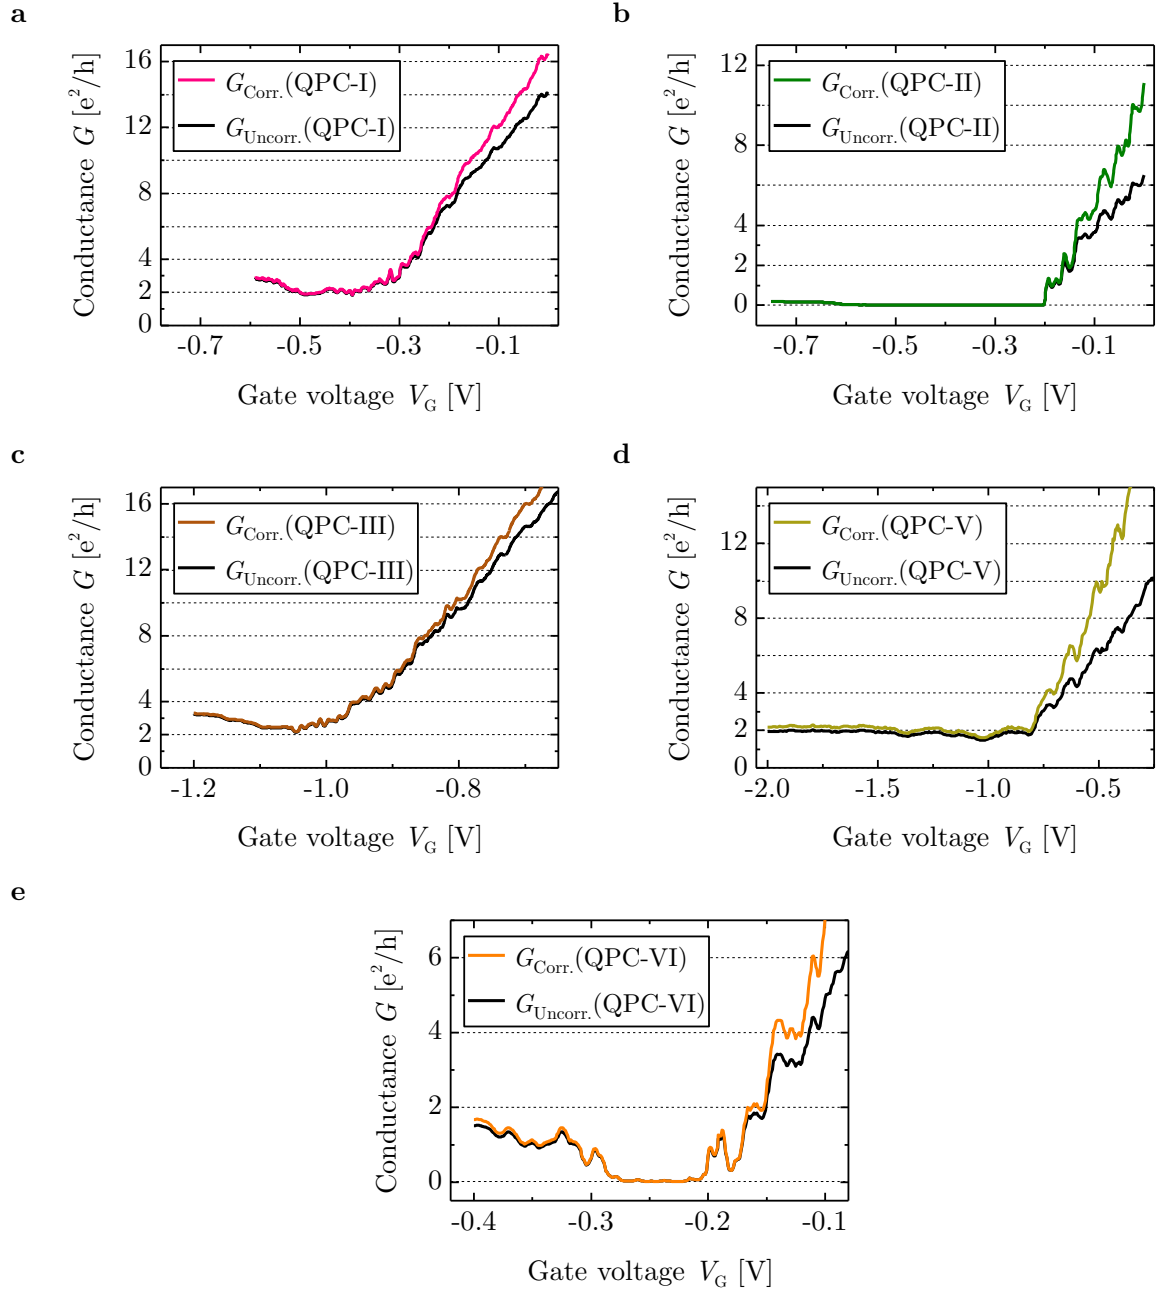 a
16
12
8
4
2
0
-0.7 -0.5 -0.3 -0.1
Conductance G [e²/h]
Gate voltage V_G [V]
G_Corr.(QPC-I)
G_Uncorr.(QPC-I)
b
12
8
4
2
0
-0.7 -0.5 -0.3 -0.1
Conductance G [e²/h]
Gate voltage V_G [V]
G_Corr.(QPC-II)
G_Uncorr.(QPC-II)
c
16
12
8
4
2
0
-1.2 -1.0 -0.8
Conductance G [e²/h]
Gate voltage V_G [V]
G_Corr.(QPC-III)
G_Uncorr.(QPC-III)
d
12
8
4
2
0
-2.0 -1.5 -1.0 -0.5
Conductance G [e²/h]
Gate voltage V_G [V]
G_Corr.(QPC-V)
G_Uncorr.(QPC-V)
e
6
4
2
0
-0.4 -0.3 -0.2 -0.1
Conductance G [e²/h]
Gate voltage V_G [V]
G_Corr.(QPC-VI)
G_Uncorr.(QPC-VI)